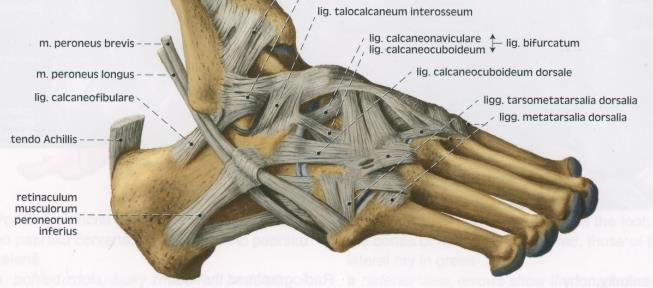 lig. talocalcaneum interosseum
m. peroneus brevis
lig. calcaneonaviculare
lig. calcaneocuboideum
lig. bifurcatum
m. peroneus longus
lig. calcaneocuboideum dorsale
lig. calcaneofibulare
ligg. tarsometatarsalia dorsalia
ligg. metatarsalia dorsalia
tendo Achillis
retinaculum
musculorum
peroneorum
inferius